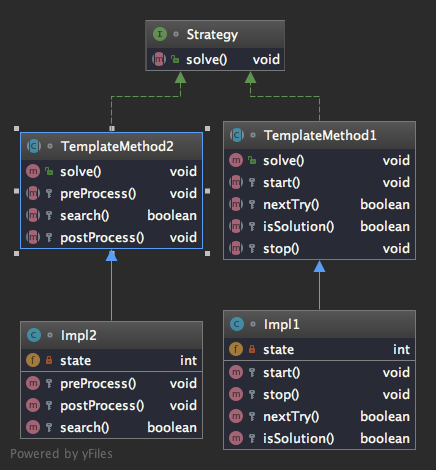 Strategy
solve() void
TemplateMethod2
solve() void
preProcess() void
search() boolean
postProcess() void
TemplateMethod1
solve() void
start() void
nextTry() boolean
isSolution() boolean
stop() void
Impl2
state int
preProcess() void
postProcess() void
search() boolean
Impl1
state int
start() void
stop() void
nextTry() boolean
isSolution() boolean
Powered by yFiles